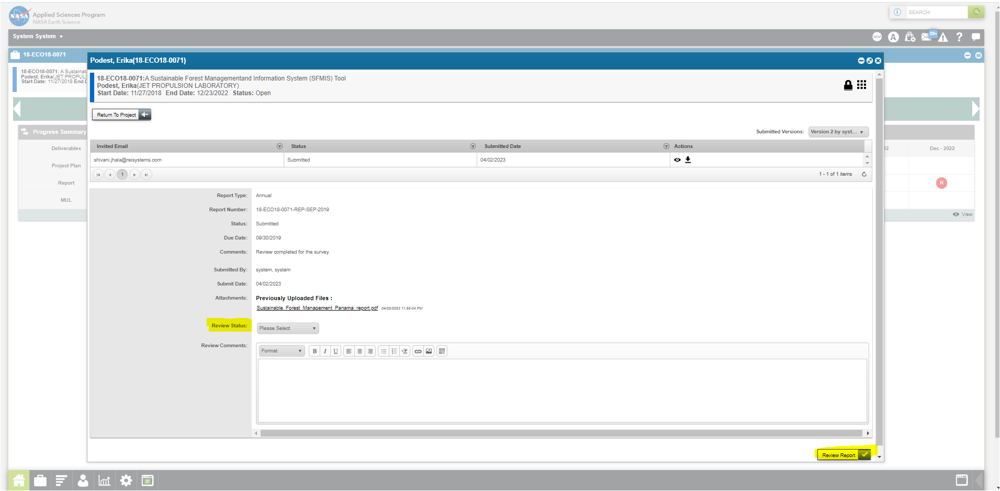 NASA
Applied Sciences Program
NASA Earth Science
SEARCH
System System
NEW
A
99+
?
18-ECO18-0071
18-ECO18-0071: A Sustainab
Podest, Erika(JET PROPULS
Start Date: 11/27/2018 End D
Podest, Erika(18-ECO18-0071)
18-ECO18-0071:A Sustainable Forest Managementand Information System (SFMIS) Tool
Podest, Erika(JET PROPULSION LABORATORY)
Start Date: 11/27/2018 End Date: 12/23/2022 Status: Open
Return To Project
Progress Summary
Submitted Versions: Version 2 by syst...
Invited Email Status Submitted Date Actions
Deliverables
22 Dec - 2022
shivani.jhala@reisystems.com Submitted 04/02/2023
Project Plan
1 1 - 1 of 1 items
Report
R
MUL
View
Report Type: Annual
Report Number: 18-ECO18-0071-REP-SEP-2019
Status: Submitted
Due Date: 09/30/2019
Comments: Review completed for the survey.
Submitted By: system, system
Submit Date: 04/02/2023
Attachments: Previously Uploaded Files :
Sustainable_Forest_Management_Panama_report.pdf 04/02/2023 11:55:04 PM
Review Status: Please Select
Review Comments:
Format B I U
Review Report
P